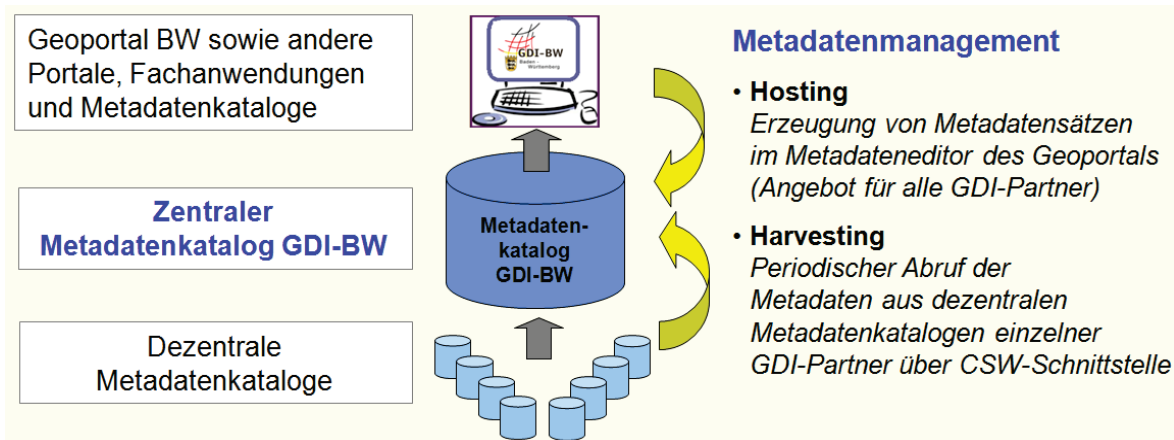 Geoportal BW sowie andere
Portale, Fachanwendungen
und Metadatenkataloge
GDI-BW
Baden -
Württemberg
Zentraler
Metadatenkatalog GDI-BW
Metadaten-
katalog
GDI-BW
Dezentrale
Metadatenkataloge
Metadatenmanagement
• Hosting
Erzeugung von Metadatensätzen
im Metadateneditor des Geoportals
(Angebot für alle GDI-Partner)
• Harvesting
Periodischer Abruf der
Metadaten aus dezentralen
Metadatenkatalogen einzelner
GDI-Partner über CSW-Schnittstelle